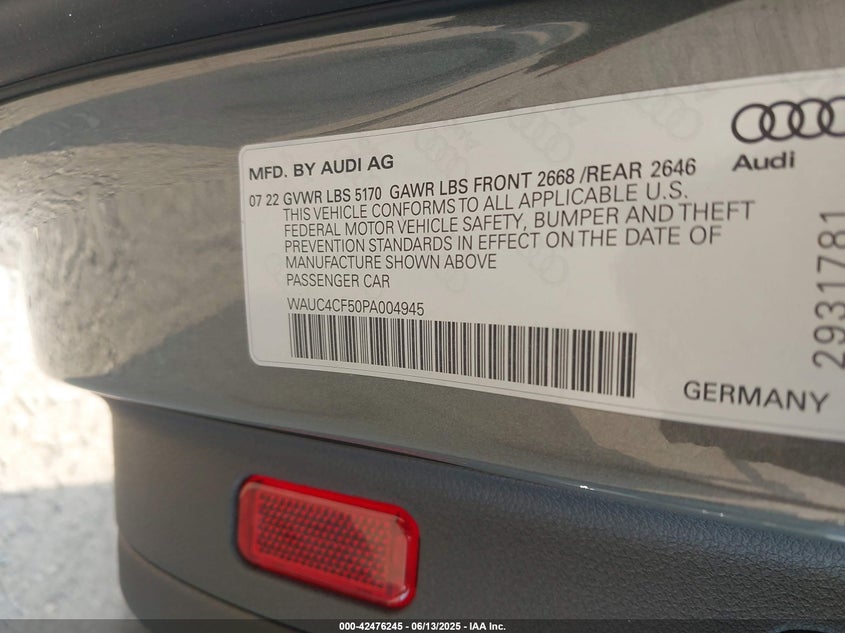 MFD. BY AUDI AG
Audi
07 22 GVWR LBS 5170 GAWR LBS FRONT 2668 /REAR 2646
THIS VEHICLE CONFORMS TO ALL APPLICABLE U.S.
FEDERAL MOTOR VEHICLE SAFETY, BUMPER AND THEFT
PREVENTION STANDARDS IN EFFECT ON THE DATE OF
MANUFACTURE SHOWN ABOVE
PASSENGER CAR
WAUC4CF50PA004945
2931781
GERMANY
000-42476245 - 06/13/2025 - IAA Inc.